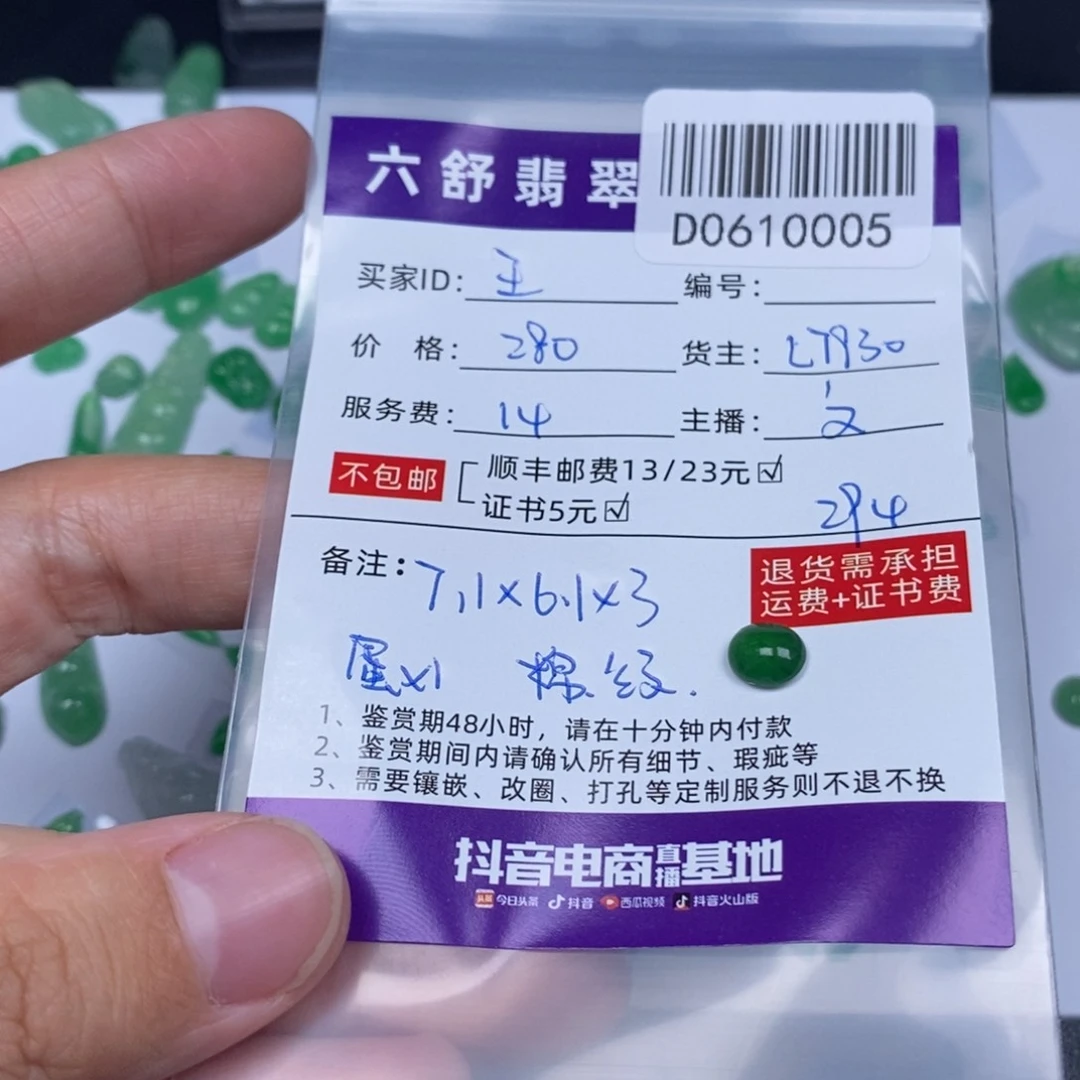 六舒翡翠
D0610005
买家ID: 王 编号:
价 格: 280 货主:
服务费: 14 主播: 文
不包邮 顺丰邮费13/23元☑
证书5元☑
294
备注: 7.1×6.1×3
退货需承担
运费+证书费
蛋×1 棉.纹.
1、鉴赏期48小时，请在十分钟内付款
2、鉴赏期间内请确认所有细节、瑕疵等
3、需要镶嵌、改圈、打孔等定制服务则不退不换
抖音电商直播基地
头条 今日头条 抖音 西瓜视频 抖音火山版